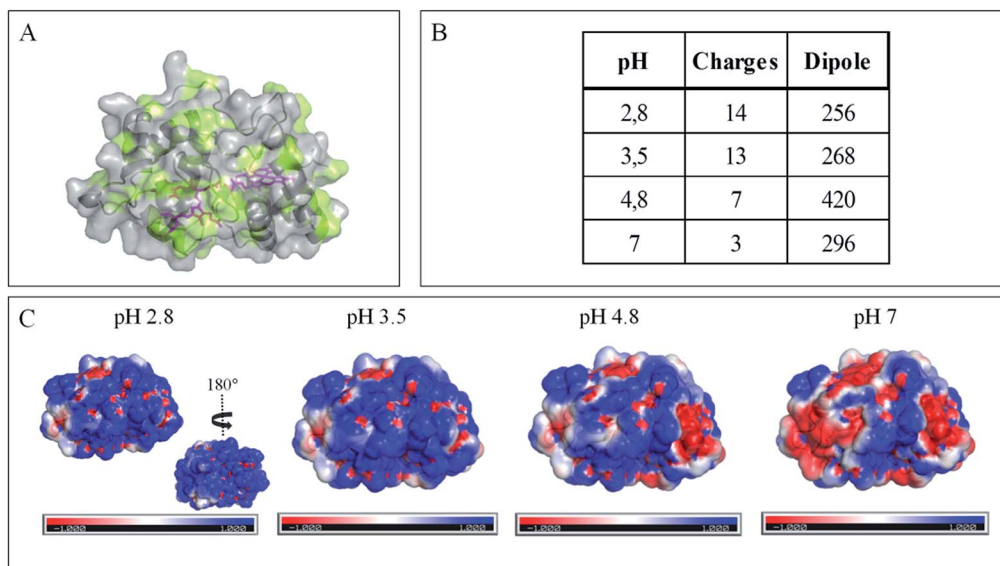 A
B
pH Charges Dipole
2,8 14 256
3,5 13 268
4,8 7 420
7 3 296
C
pH 2.8 pH 3.5 pH 4.8 pH 7
180°
-1.000 1.000 -1.000 1.000 -1.000 1.000 -1.000 1.000